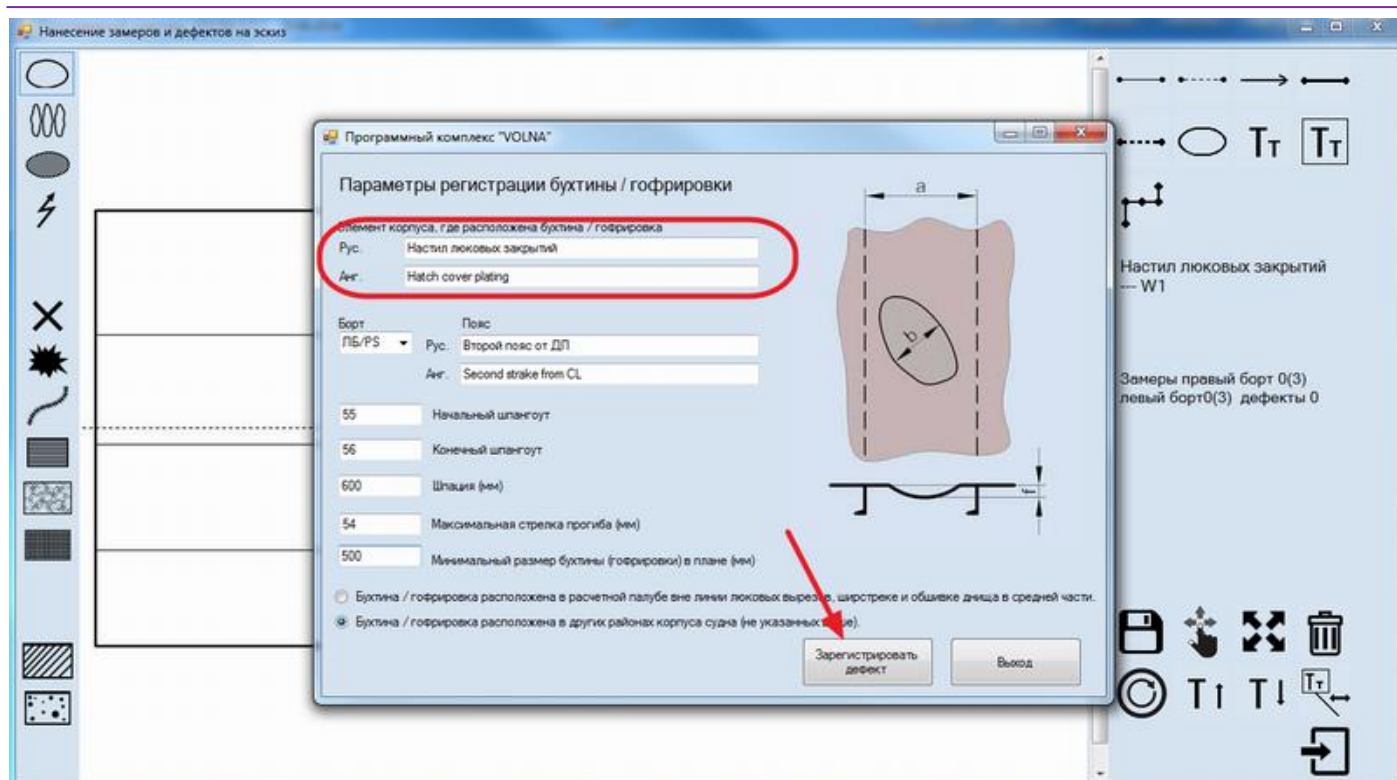 Нанесение замеров и дефектов на эскиз
Программный комплекс "VOLNA"
Параметры регистрации бухтины / гофрировки
Элемент корпуса, где расположена бухтина / гофрировка
Рус. Настил люковых закрытий
Анг. Hatch cover plating
Борт Пояс
ПБ/PS Рус. Второй пояс от ДП
Анг. Second strake from CL
55 Начальный шпангоут
56 Конечный шпангоут
600 Шпация (мм)
54 Максимальная стрелка прогиба (мм)
500 Минимальный размер бухтины (гофрировки) в плане (мм)
Бухтина / гофрировка расположена в расчетной палубе вне линии люковых вырезов, ширстреке и обшивке днища в средней части.
Бухтина / гофрировка расположена в других районах корпуса судна (не указанных
Зарегистрировать
дефект
Выход
a
b
Тт Тт
Настил люковых закрытий
--- W1
Замеры правый борт 0(3)
левый борт0(3) дефекты 0
T T Тт